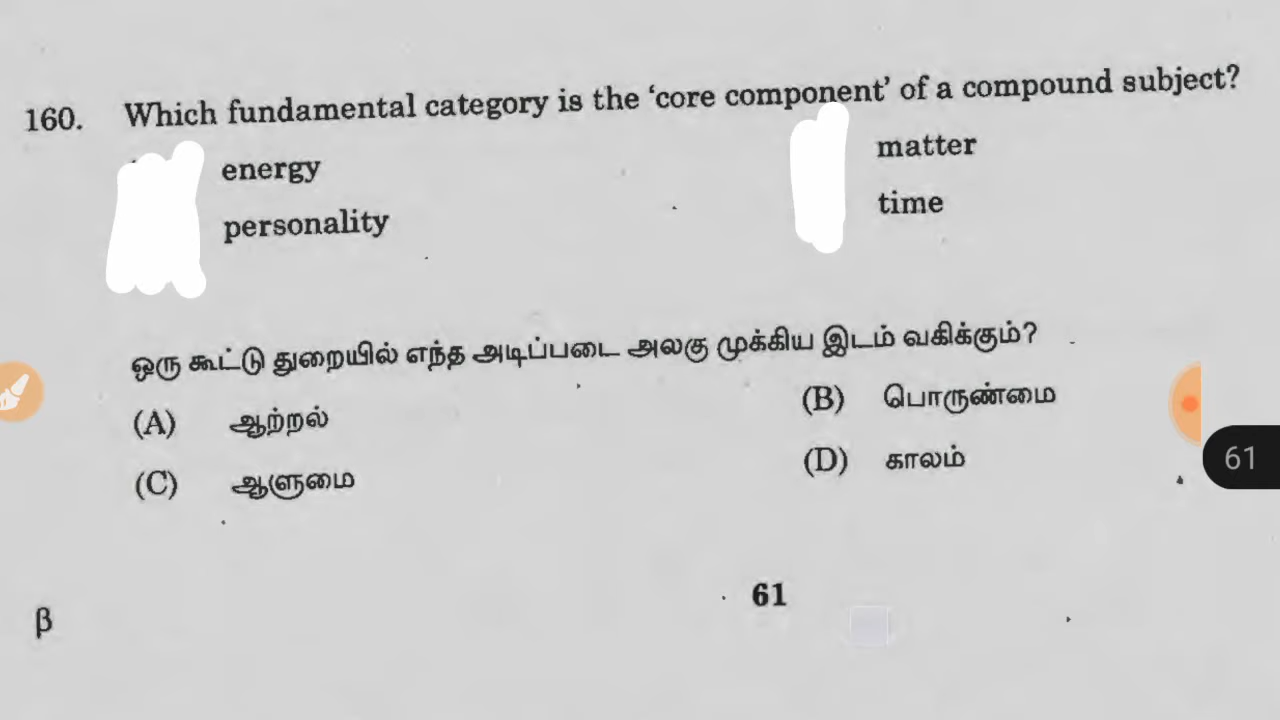 160. Which fundamental category is the ‘core component’ of a compound subject?
energy matter
personality time
ஒரு கூட்டு துறையில் எந்த அடிப்படை அலகு முக்கிய இடம் வகிக்கும்?
(A) ஆற்றல் (B) பொருண்மை
(C) ஆளுமை (D) காலம்
61
β 61